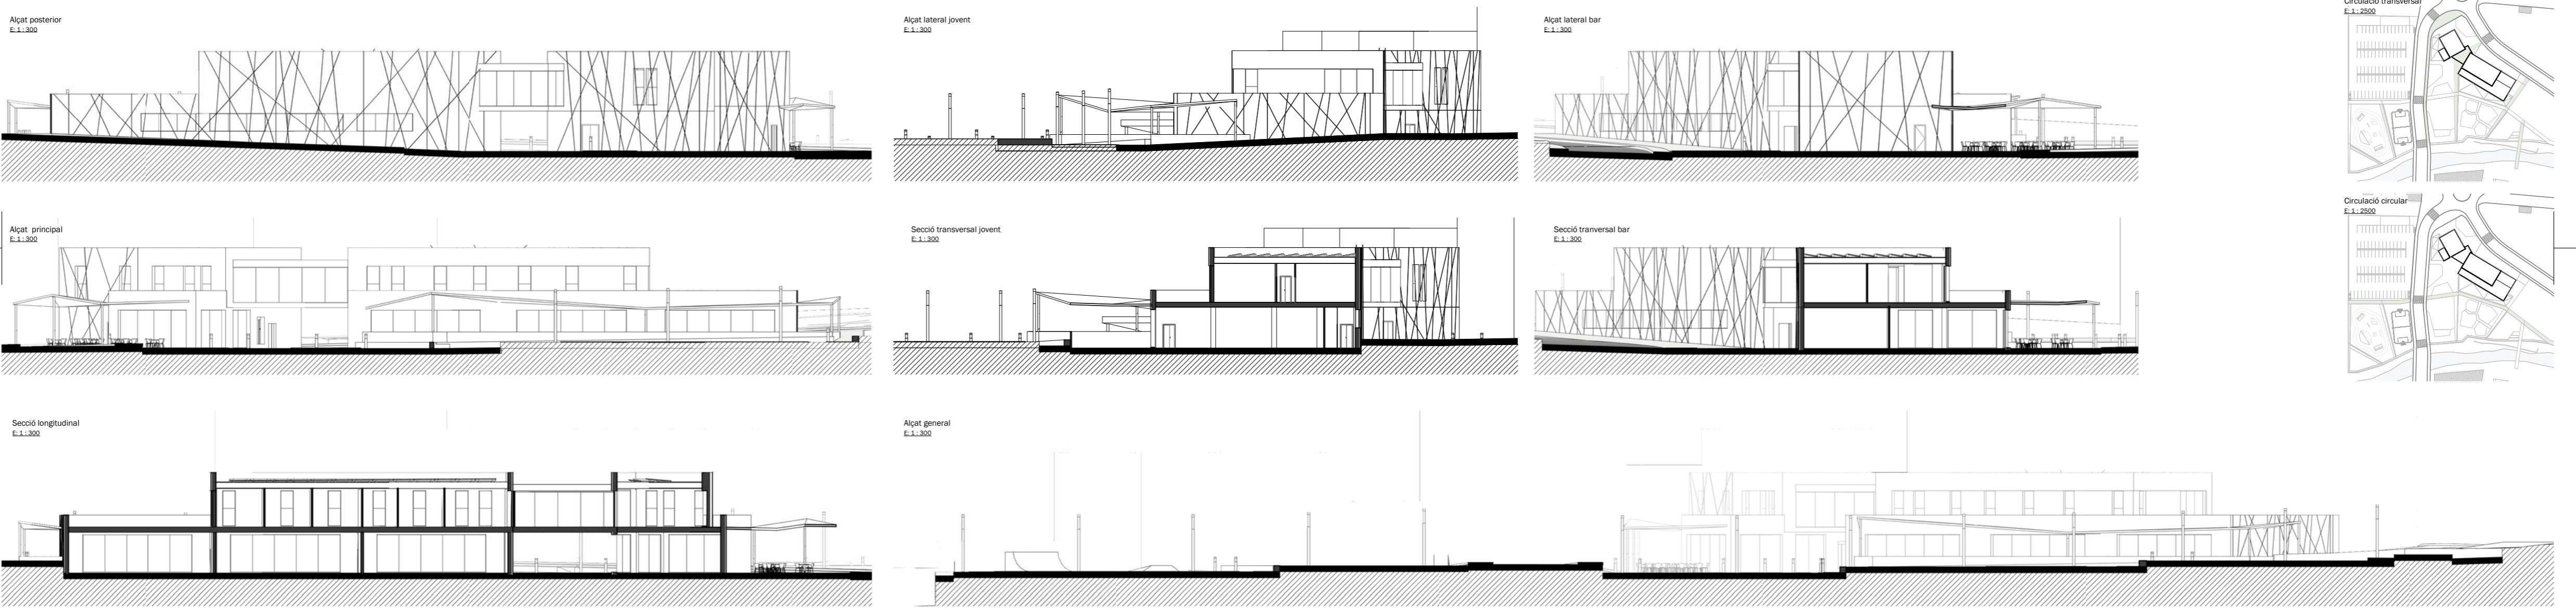 Alçat posterior
E: 1 : 300
Alçat lateral jovent
E: 1 : 300
Alçat lateral bar
E: 1 : 300
Circulació transversal
E: 1 : 2500
Alçat principal
E: 1 : 300
Secció transversal jovent
E: 1 : 300
Secció tranversal bar
E: 1 : 300
Circulació circular
E: 1 : 2500
Secció longitudinal
E: 1 : 300
Alçat general
E: 1 : 300